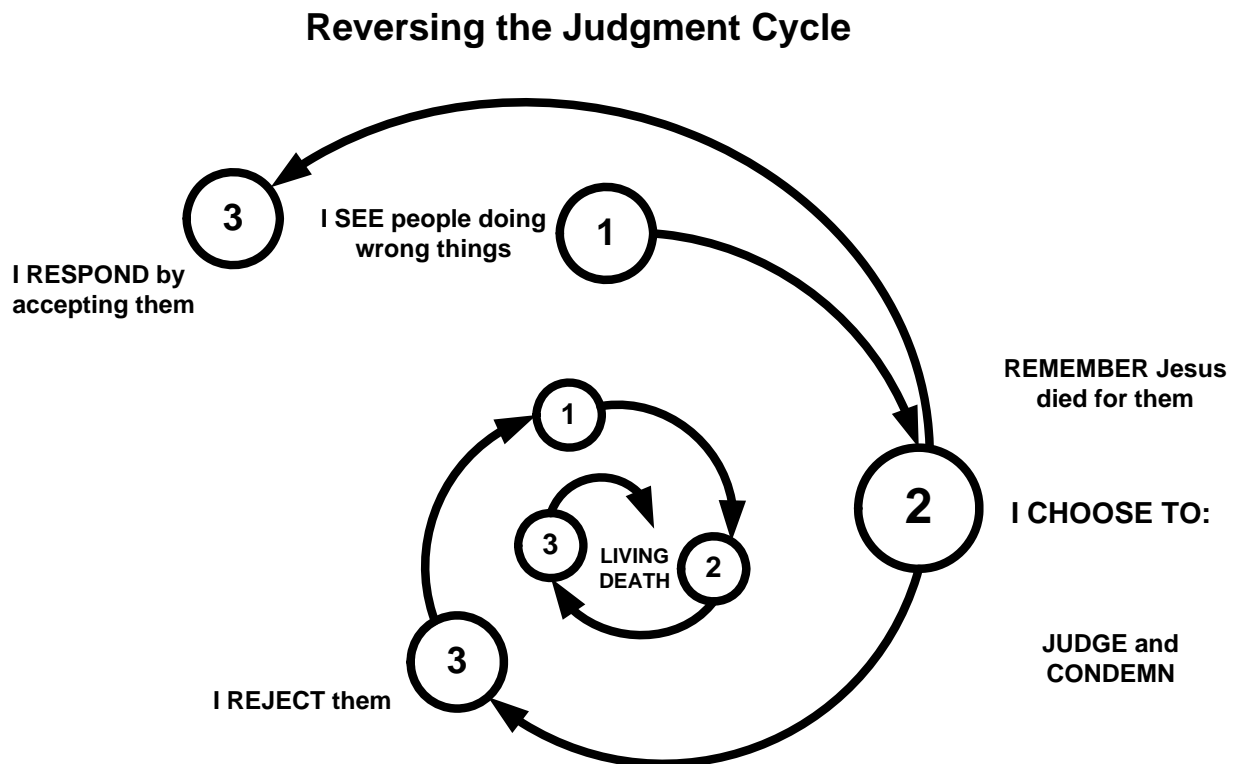 Reversing the Judgment Cycle
3
I SEE people doing
wrong things
1
I RESPOND by
accepting them
REMEMBER Jesus
died for them
1
2
I CHOOSE TO:
3
LIVING
DEATH
2
JUDGE and
CONDEMN
3
I REJECT them